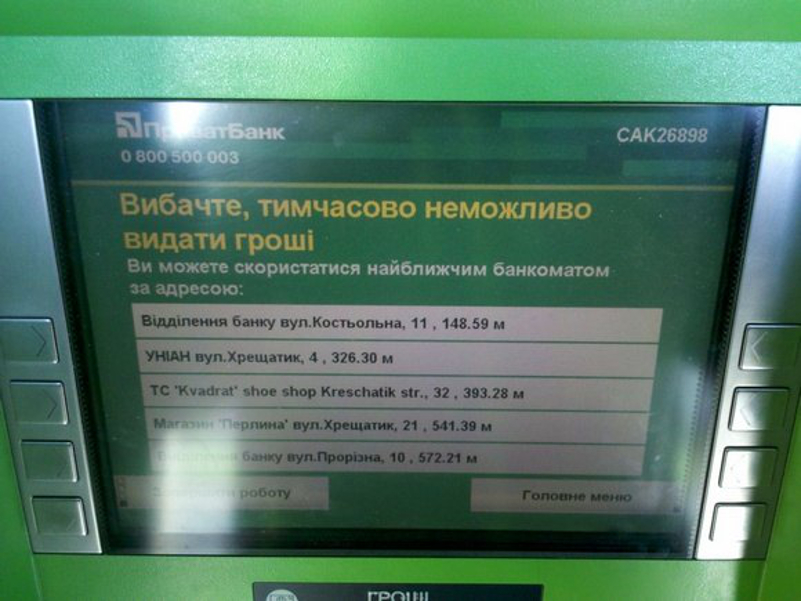 ПриватБанк
САК26898
0 800 500 003
Вибачте, тимчасово неможливо
видати гроші
Ви можете скористатися найближчим банкоматом
за адресою:
Відділення банку вул.Костьольна, 11 , 148.59 м
УНІАН вул.Хрещатик, 4 , 326.30 м
ТС 'Kvadrat' shoe shop Kreschatik str., 32 , 393.28 м
Магазин 'Перлина' вул.Хрещатик, 21 , 541.39 м
Відділення банку вул.Прорізна, 10 , 572.21 м
роботу
Головне меню
ГРОШІ